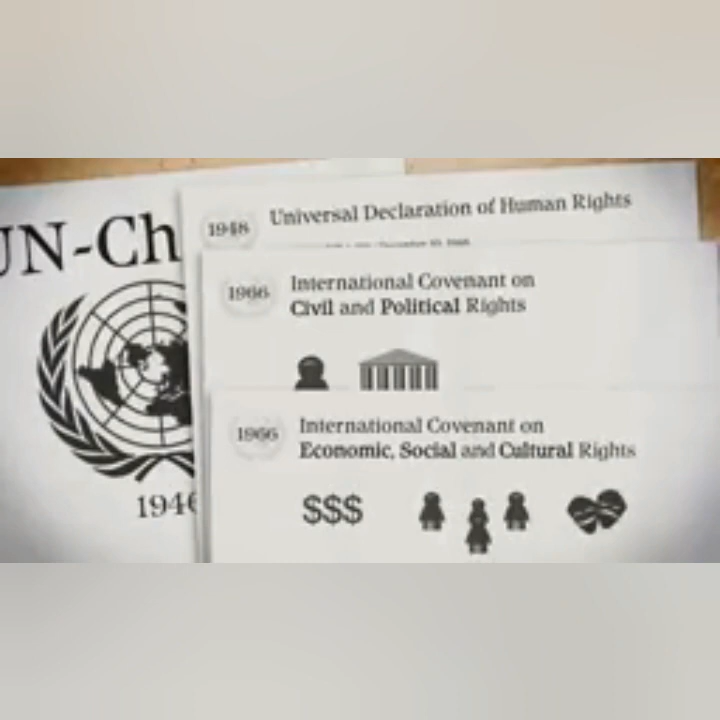 UN-Ch
1946
1948
Universal Declaration of Human Rights
1966
International Covenant on
Civil and Political Rights
1966
International Covenant on
Economic, Social and Cultural Rights
$$$